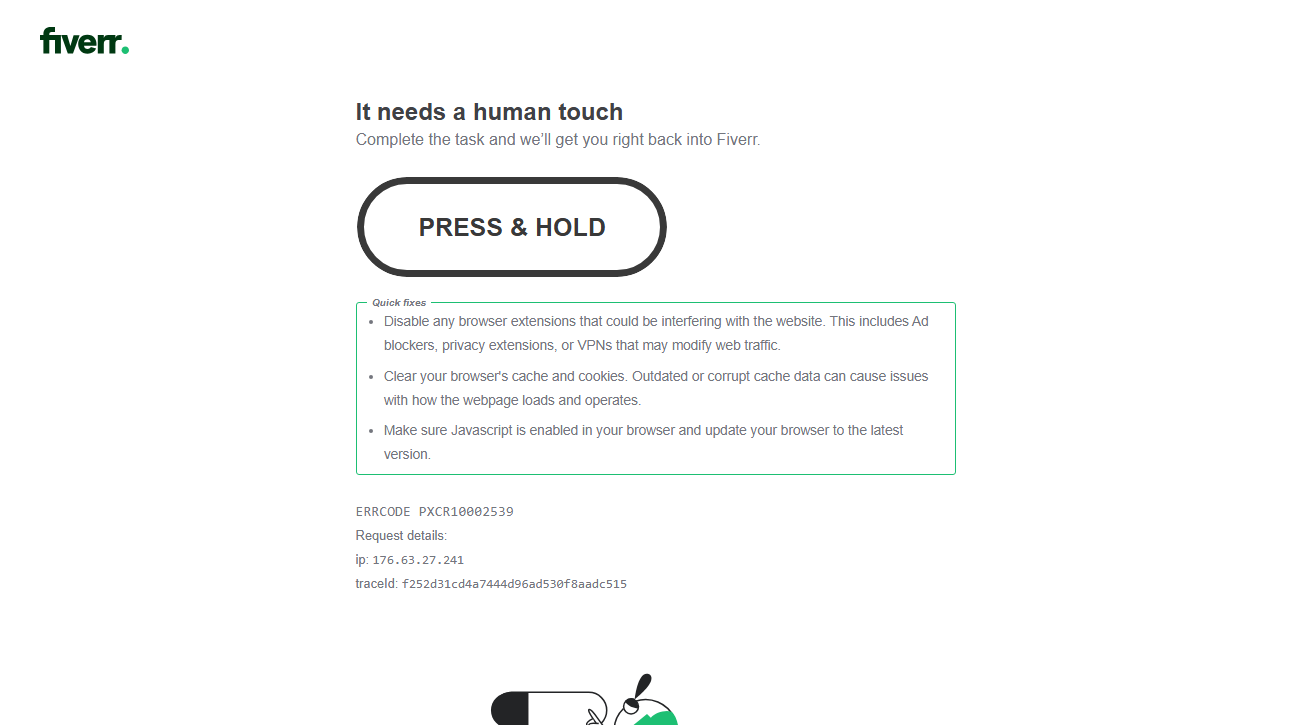 fiverr.
It needs a human touch
Complete the task and we’ll get you right back into Fiverr.
PRESS & HOLD
Quick fixes
• Disable any browser extensions that could be interfering with the website. This includes Ad
blockers, privacy extensions, or VPNs that may modify web traffic.
• Clear your browser's cache and cookies. Outdated or corrupt cache data can cause issues
with how the webpage loads and operates.
• Make sure Javascript is enabled in your browser and update your browser to the latest
version.
ERRCODE PXCR10002539
Request details:
ip: 176.63.27.241
traceId: f252d31cd4a7444d96ad530f8aadc515